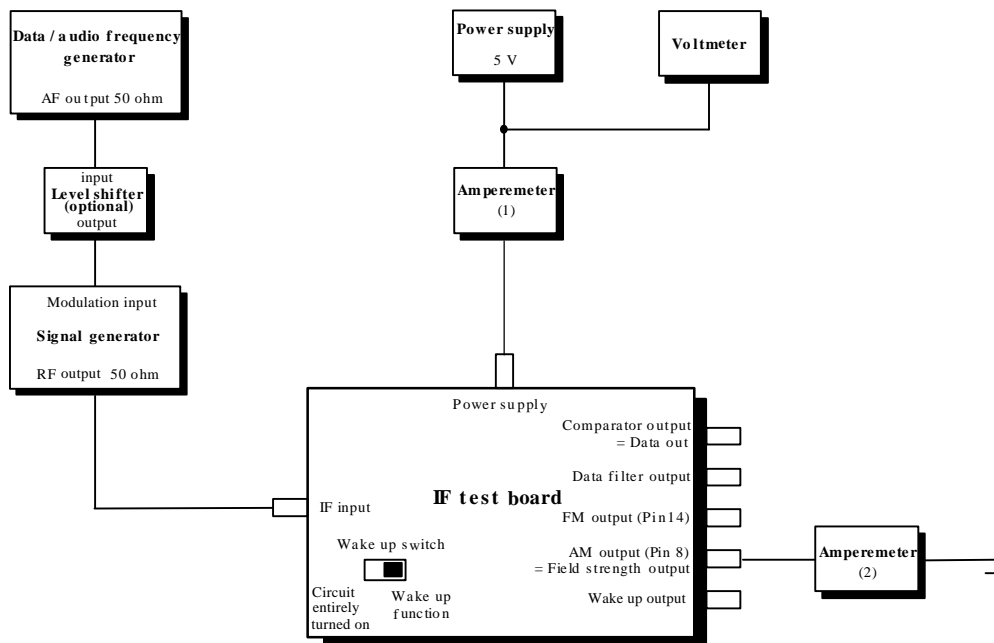 Data / audio frequency
generator
AF output 50 ohm
Power supply
5 V
Voltmeter
input
Level shifter
(optional)
output
Amperemeter
(1)
Modulation input
Signal generator
RF output 50 ohm
Power supply
Comparator output
= Data out
Data filter output
IF test board
IF input
FM output (Pin14)
Wake up switch
AM output (Pin 8)
= Field strength output
Amperemeter
(2)
Circuit
entirely
turned on
Wake up
function
Wake up output